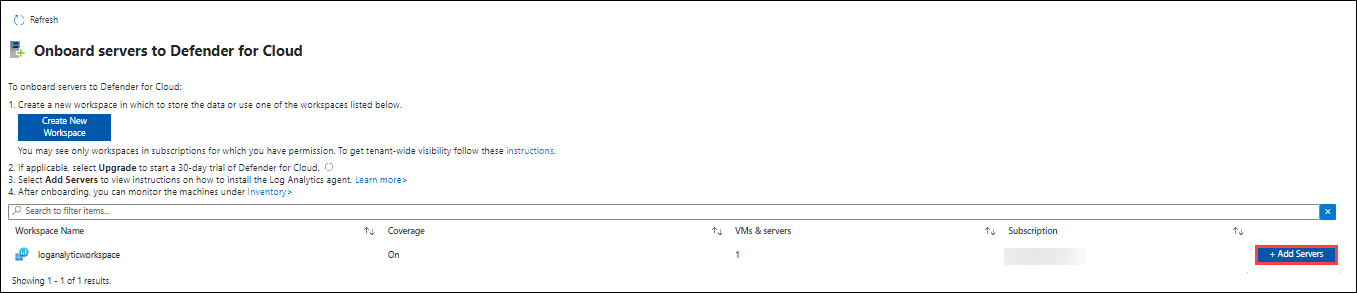 Refresh
Onboard servers to Defender for Cloud
To onboard servers to Defender for Cloud:
1. Create a new workspace in which to store the data or use one of the workspaces listed below.
Create New
Workspace
You may see only workspaces in subscriptions for which you have permission. To get tenant-wide visibility follow these instructions.
2. If applicable, select Upgrade to start a 30-day trial of Defender for Cloud.
3. Select Add Servers to view instructions on how to install the Log Analytics agent. Learn more>
4. After onboarding, you can monitor the machines under Inventory>
Search to filter items...
Workspace Name Coverage VMs & servers Subscription
loganalyticworkspace On 1 + Add Servers
Showing 1 - 1 of 1 results.